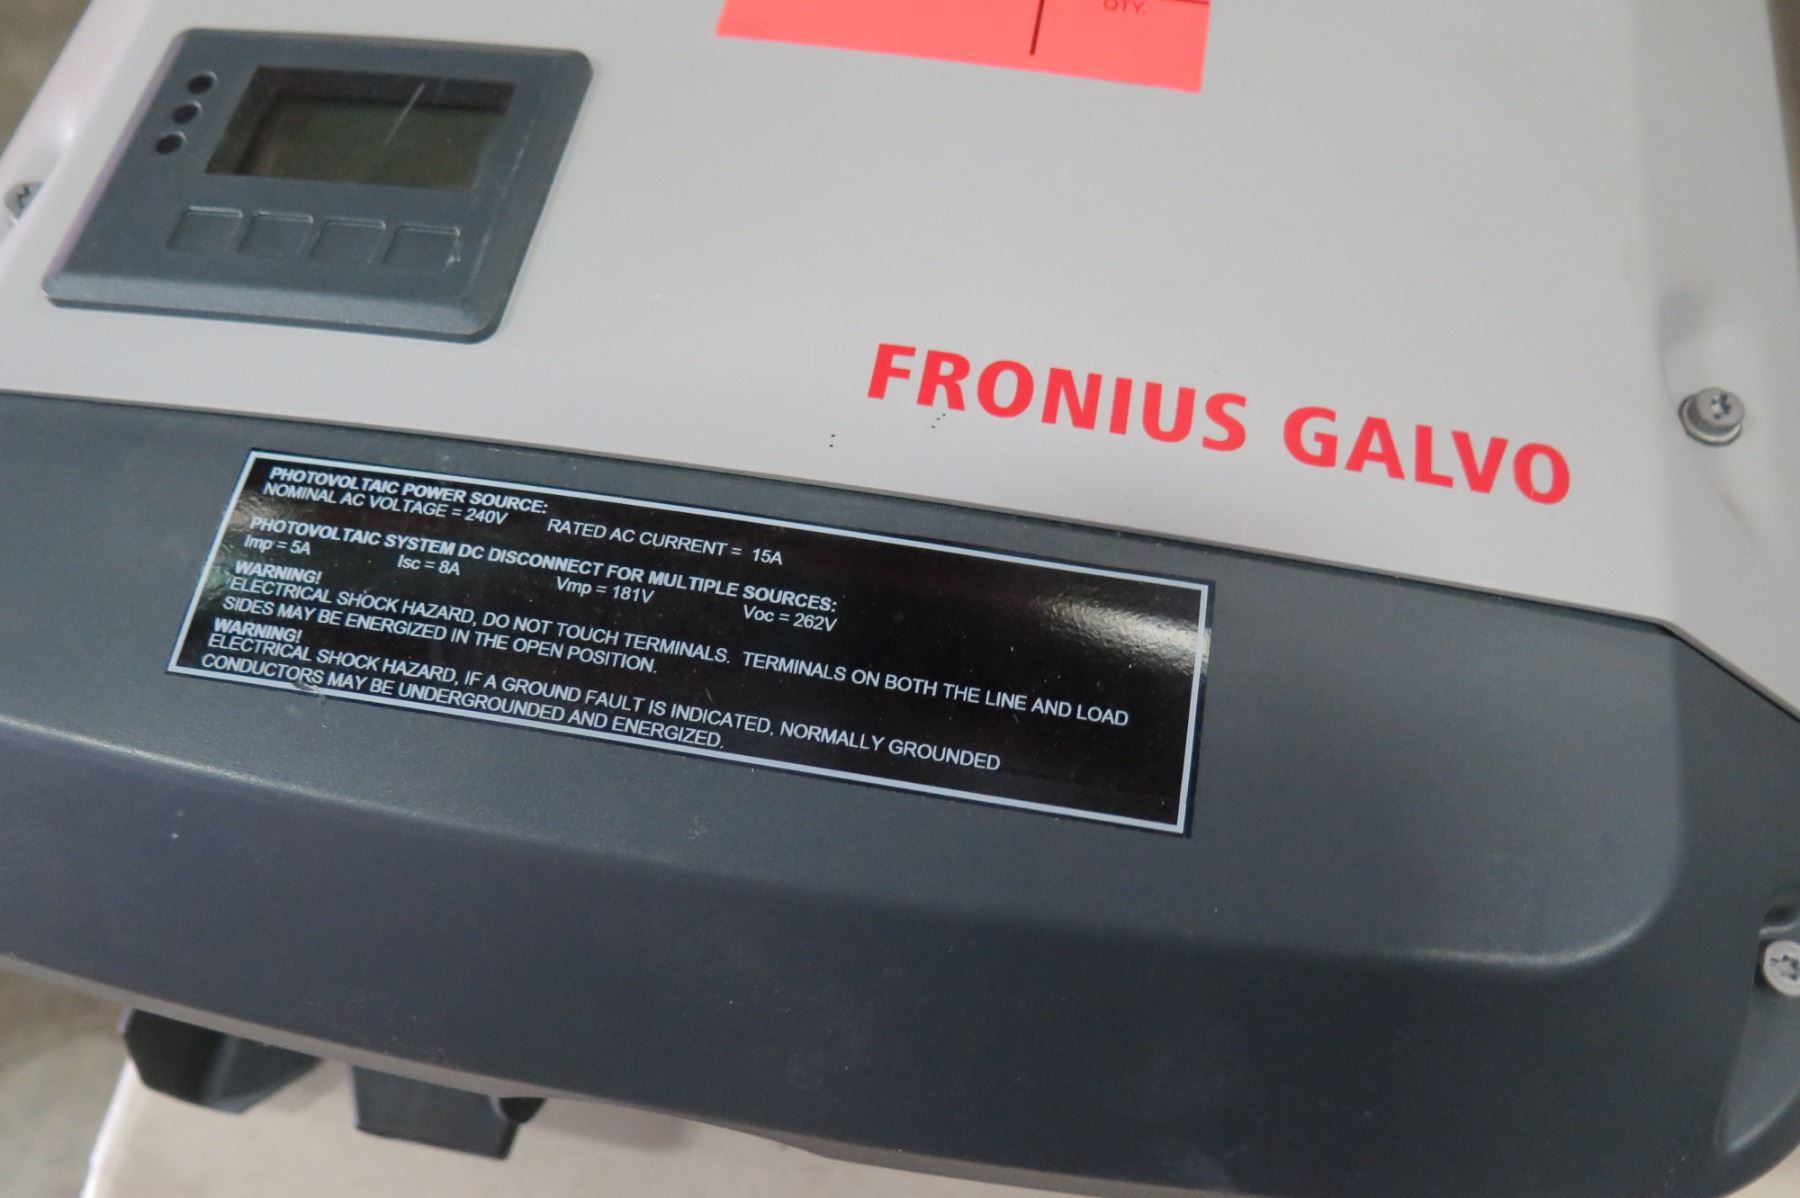 QTY.
FRONIUS GALVO
PHOTOVOLTAIC POWER SOURCE:
NOMINAL AC VOLTAGE = 240V RATED AC CURRENT = 15A
PHOTOVOLTAIC SYSTEM DC DISCONNECT FOR MULTIPLE SOURCES:
Imp = 5A Isc = 8A Vmp = 181V Voc = 262V
WARNING!
ELECTRICAL SHOCK HAZARD, DO NOT TOUCH TERMINALS. TERMINALS ON BOTH THE LINE AND LOAD
SIDES MAY BE ENERGIZED IN THE OPEN POSITION.
WARNING!
ELECTRICAL SHOCK HAZARD, IF A GROUND FAULT IS INDICATED, NORMALLY GROUNDED
CONDUCTORS MAY BE UNDERGROUNDED AND ENERGIZED.